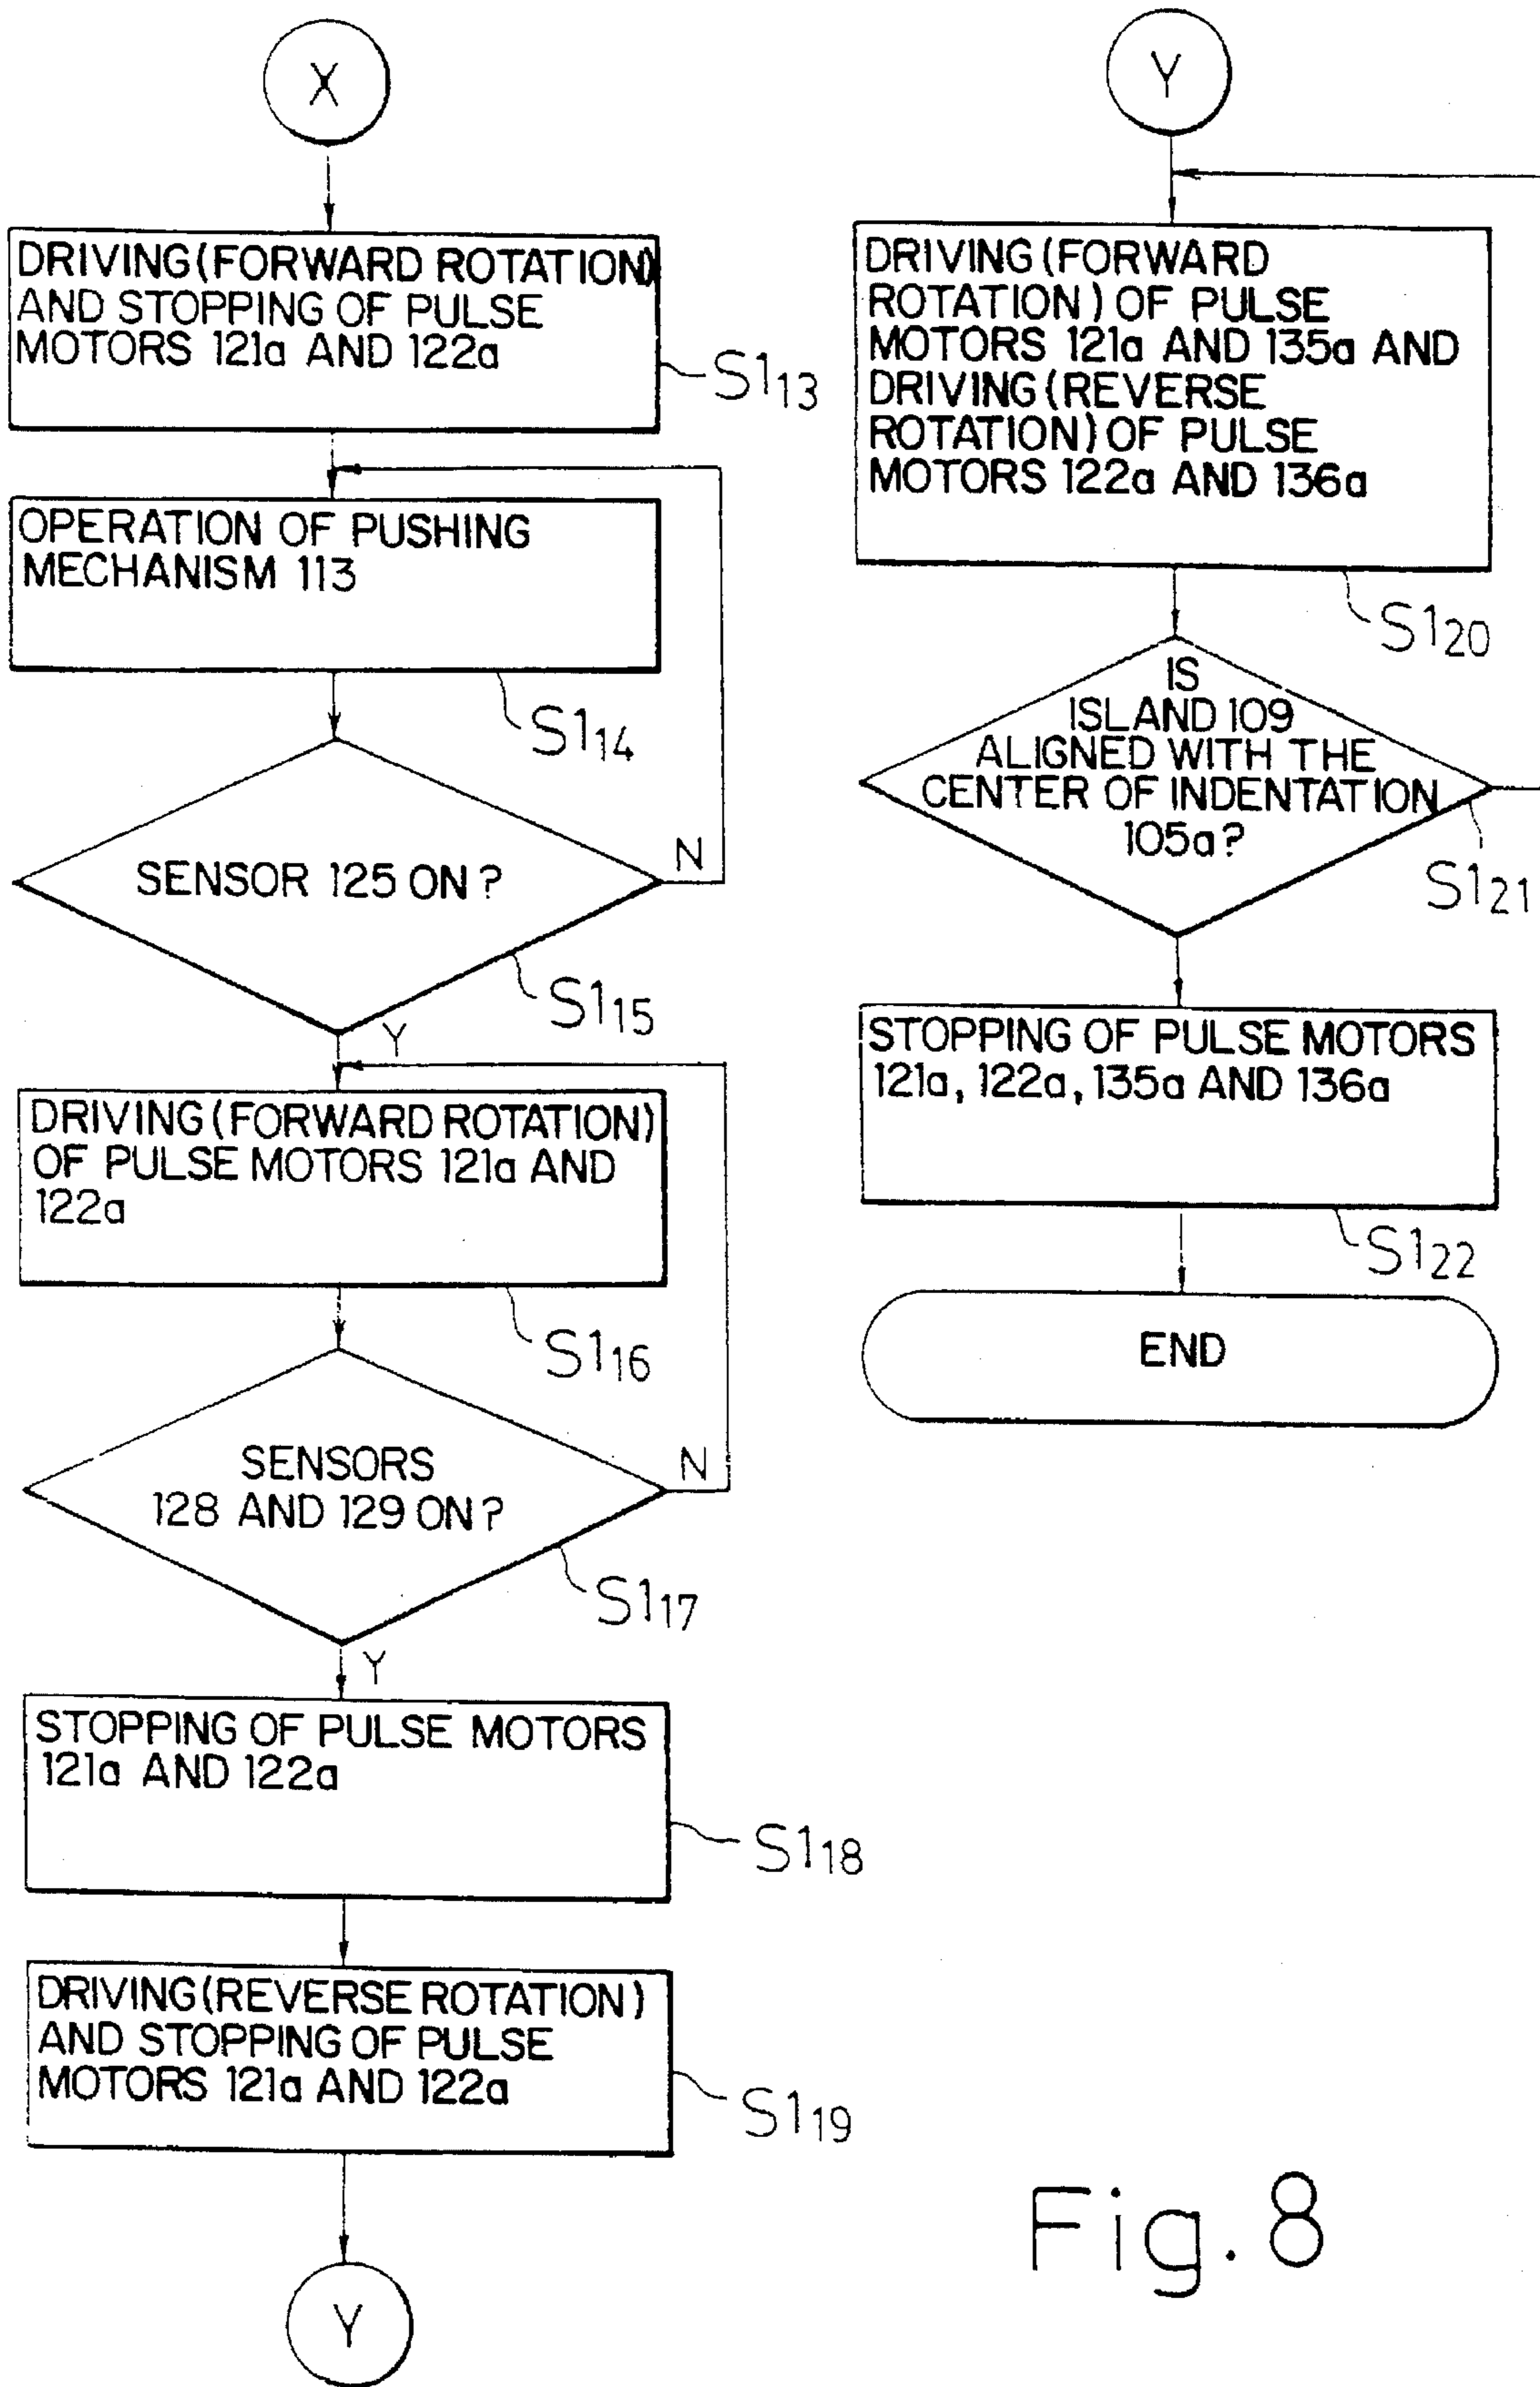 X
DRIVING(FORWARD ROTATION)
AND STOPPING OF PULSE
MOTORS 121a AND 122a
S1₁₃
OPERATION OF PUSHING
MECHANISM 113
S1₁₄
SENSOR 125 ON?
N
S1₁₅
Y
DRIVING(FORWARD ROTATION)
OF PULSE MOTORS 121a AND
122a
S1₁₆
SENSORS
128 AND 129 ON?
N
S1₁₇
Y
STOPPING OF PULSE MOTORS
121a AND 122a
S1₁₈
DRIVING(REVERSE ROTATION)
AND STOPPING OF PULSE
MOTORS 121a AND 122a
S1₁₉
Y
Y
DRIVING(FORWARD
ROTATION) OF PULSE
MOTORS 121a AND 135a AND
DRIVING(REVERSE
ROTATION) OF PULSE
MOTORS 122a AND 136a
S1₂₀
IS
ISLAND 109
ALIGNED WITH THE
CENTER OF INDENTATION
105a?
S1₂₁
STOPPING OF PULSE MOTORS
121a, 122a, 135a AND 136a
S1₂₂
END
Fig. 8